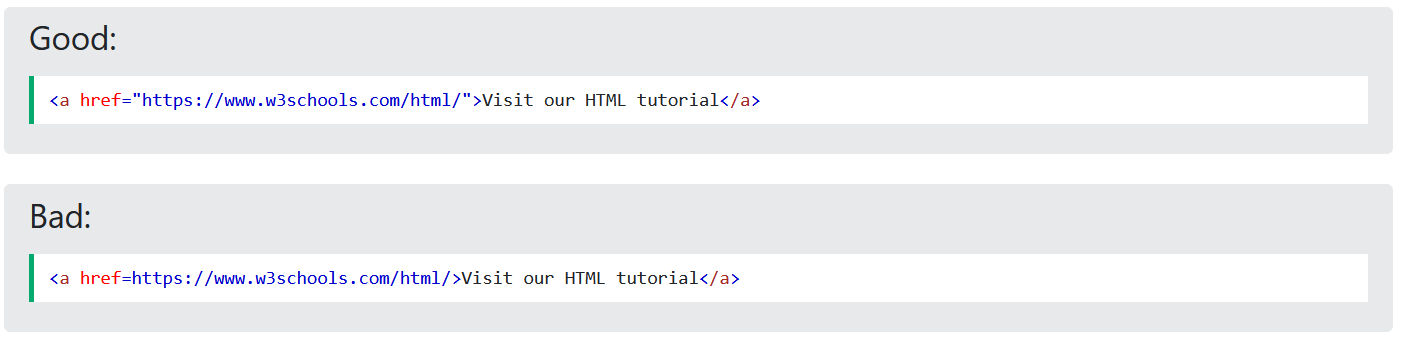 Good:
<a href="https://www.w3schools.com/html/">Visit our HTML tutorial</a>
Bad:
<a href=https://www.w3schools.com/html/>Visit our HTML tutorial</a>